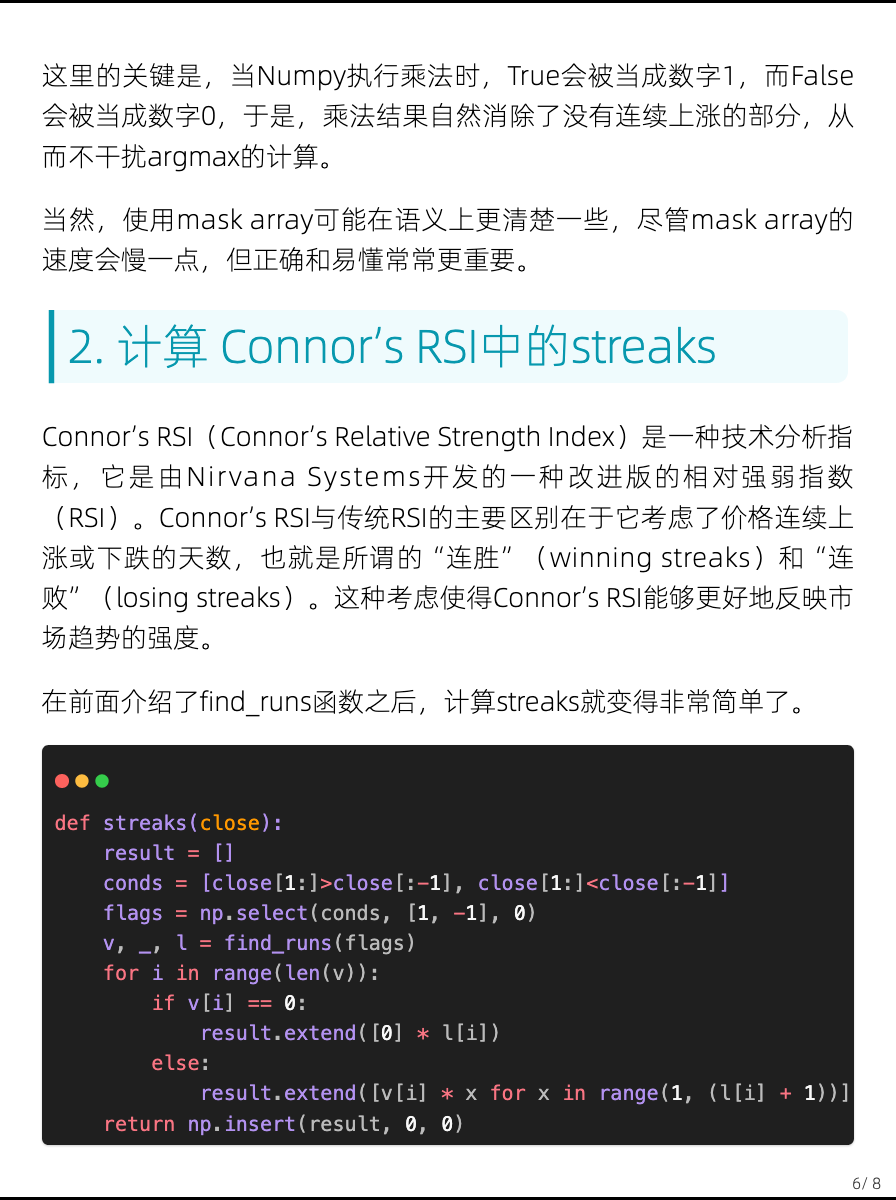 这里的关键是，当Numpy执行乘法时，True会被当成数字1，而False
会被当成数字0，于是，乘法结果自然消除了没有连续上涨的部分，从
而不干扰argmax的计算。
当然，使用mask array可能在语义上更清楚一些，尽管mask array的
速度会慢一点，但正确和易懂常常更重要。
2. 计算 Connor’s RSI中的streaks
Connor’s RSI（Connor’s Relative Strength Index）是一种技术分析指
标，它是由Nirvana Systems开发的一种改进版的相对强弱指数
（RSI）。Connor’s RSI与传统RSI的主要区别在于它考虑了价格连续上
涨或下跌的天数，也就是所谓的“连胜”（winning streaks）和“连
败”（losing streaks）。这种考虑使得Connor’s RSI能够更好地反映市
场趋势的强度。
在前面介绍了find_runs函数之后，计算streaks就变得非常简单了。
def streaks(close):
    result = []
    conds = [close[1:]>close[:-1], close[1:]<close[:-1]]
    flags = np.select(conds, [1, -1], 0)
    v, _, l = find_runs(flags)
    for i in range(len(v)):
        if v[i] == 0:
            result.extend([0] * l[i])
        else:
            result.extend([v[i] * x for x in range(1, (l[i] + 1))]
    return np.insert(result, 0, 0)
6/ 8